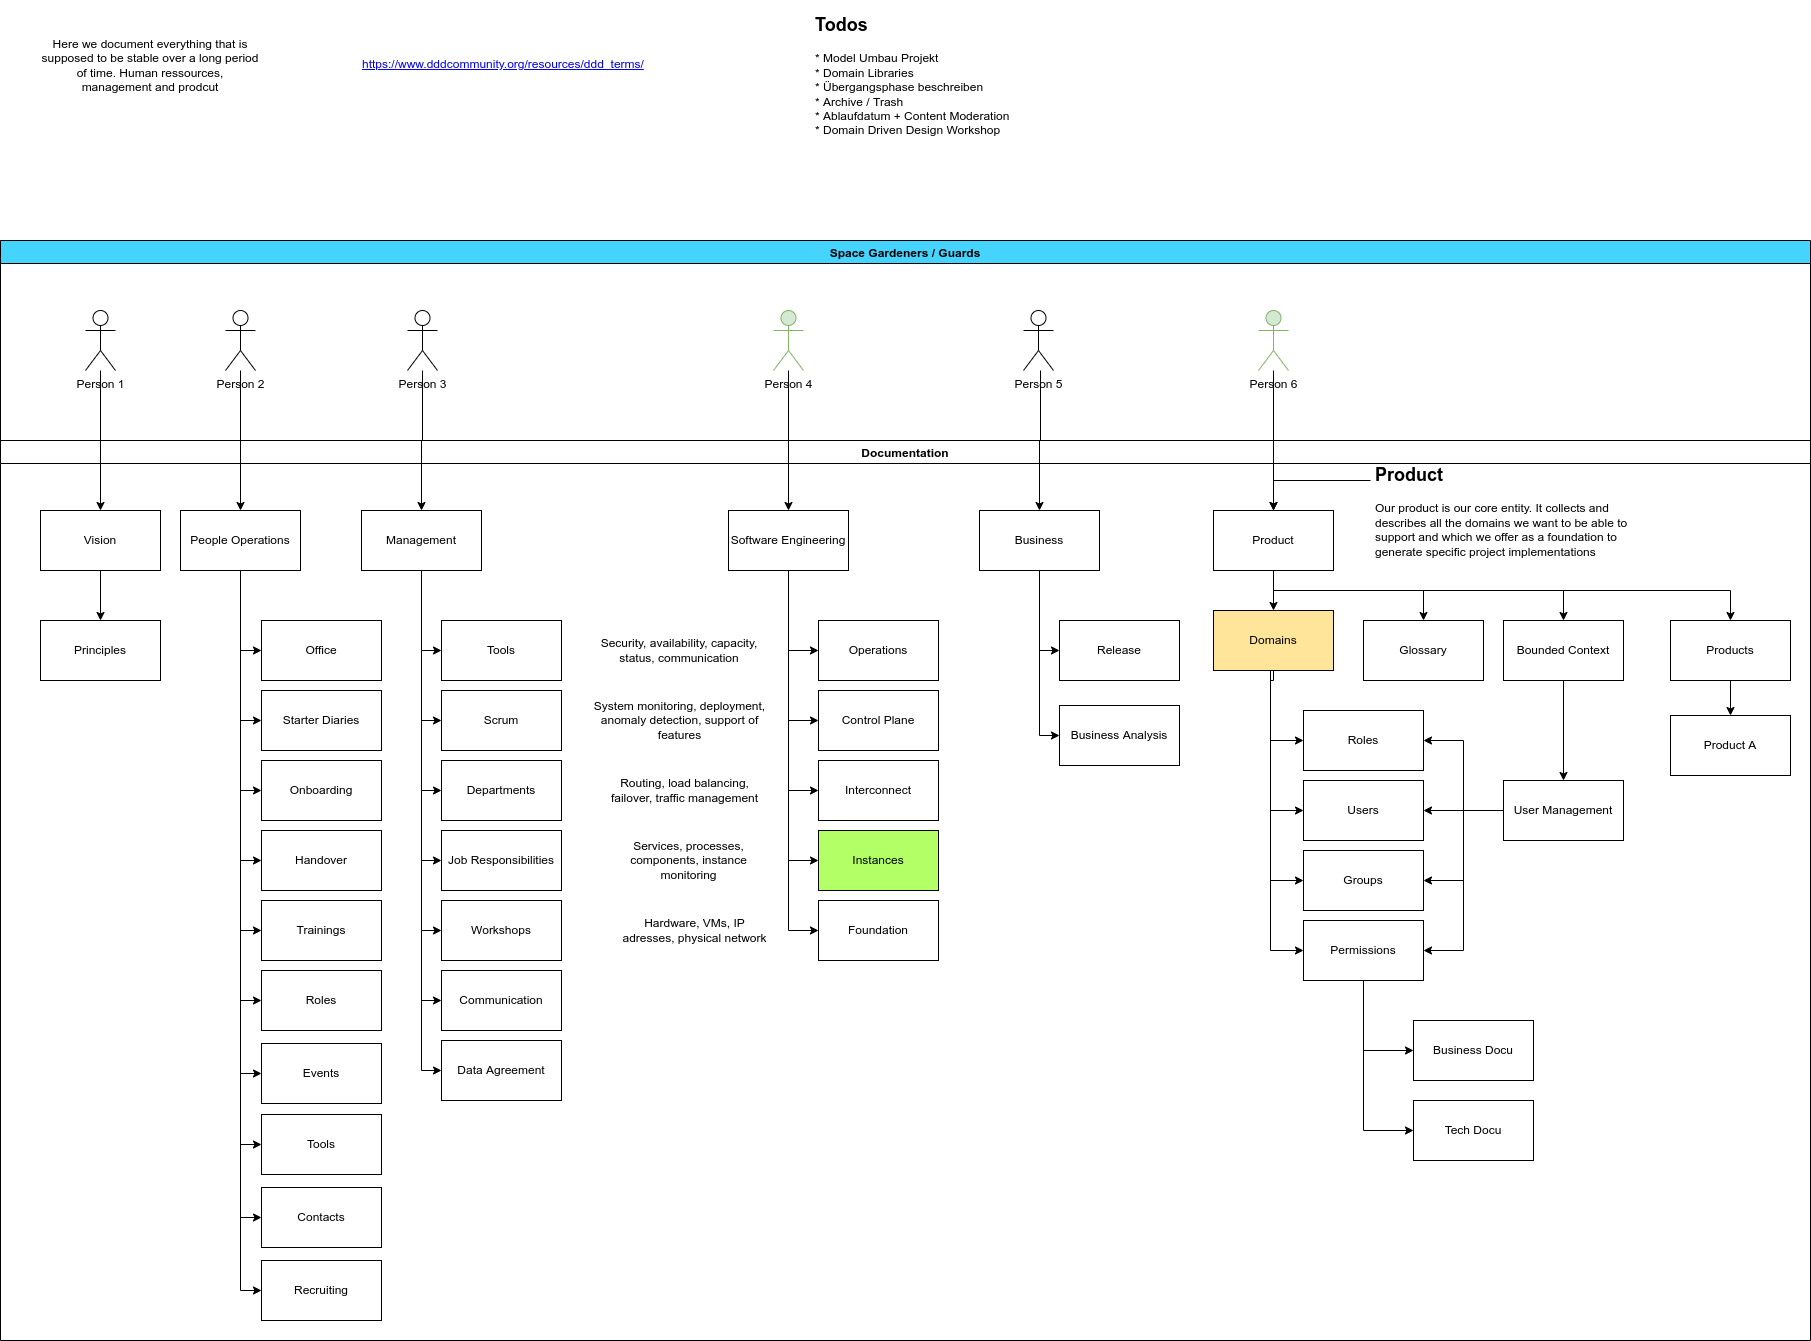 Here we document everything that is
supposed to be stable over a long period
of time. Human ressources,
management and prodcut
https://www.dddcommunity.org/resources/ddd_terms/
Todos
* Model Umbau Projekt
* Domain Libraries
* Übergangsphase beschreiben
* Archive / Trash
* Ablaufdatum + Content Moderation
* Domain Driven Design Workshop
Space Gardeners / Guards
Person 1
Person 2
Person 3
Person 4
Person 5
Person 6
Documentation
Product
Our product is our core entity. It collects and
describes all the domains we want to be able to
support and which we offer as a foundation to
generate specific project implementations
Vision
People Operations
Management
Software Engineering
Business
Product
Principles
Office
Starter Diaries
Onboarding
Handover
Trainings
Roles
Events
Tools
Contacts
Recruiting
Tools
Scrum
Departments
Job Responsibilities
Workshops
Communication
Data Agreement
Security, availability, capacity,
status, communication
System monitoring, deployment,
anomaly detection, support of
features
Routing, load balancing,
failover, traffic management
Services, processes,
components, instance
monitoring
Hardware, VMs, IP
adresses, physical network
Operations
Control Plane
Interconnect
Instances
Foundation
Release
Business Analysis
Domains
Glossary
Bounded Context
Products
Roles
Users
Groups
Permissions
User Management
Product A
Business Docu
Tech Docu